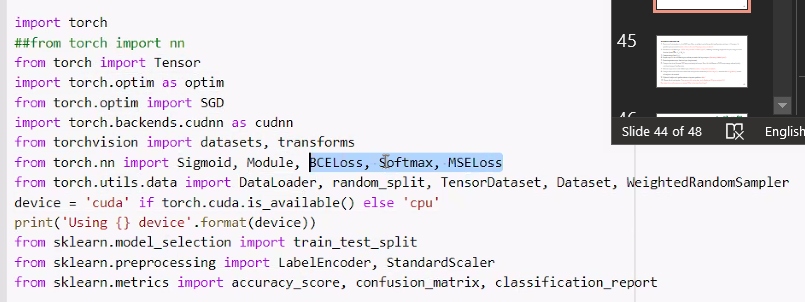 import torch
##from torch import nn
from torch import Tensor
import torch.optim as optim
from torch.optim import SGD
import torch.backends.cudnn as cudnn
from torchvision import datasets, transforms
from torch.nn import Sigmoid, Module, BCELoss, Softmax, MSELoss
from torch.utils.data import DataLoader, random_split, TensorDataset, Dataset, WeightedRandomSampler
device = 'cuda' if torch.cuda.is_available() else 'cpu'
print('Using {} device'.format(device))
from sklearn.model_selection import train_test_split
from sklearn.preprocessing import LabelEncoder, StandardScaler
from sklearn.metrics import accuracy_score, confusion_matrix, classification_report
45
Slide 44 of 48
English